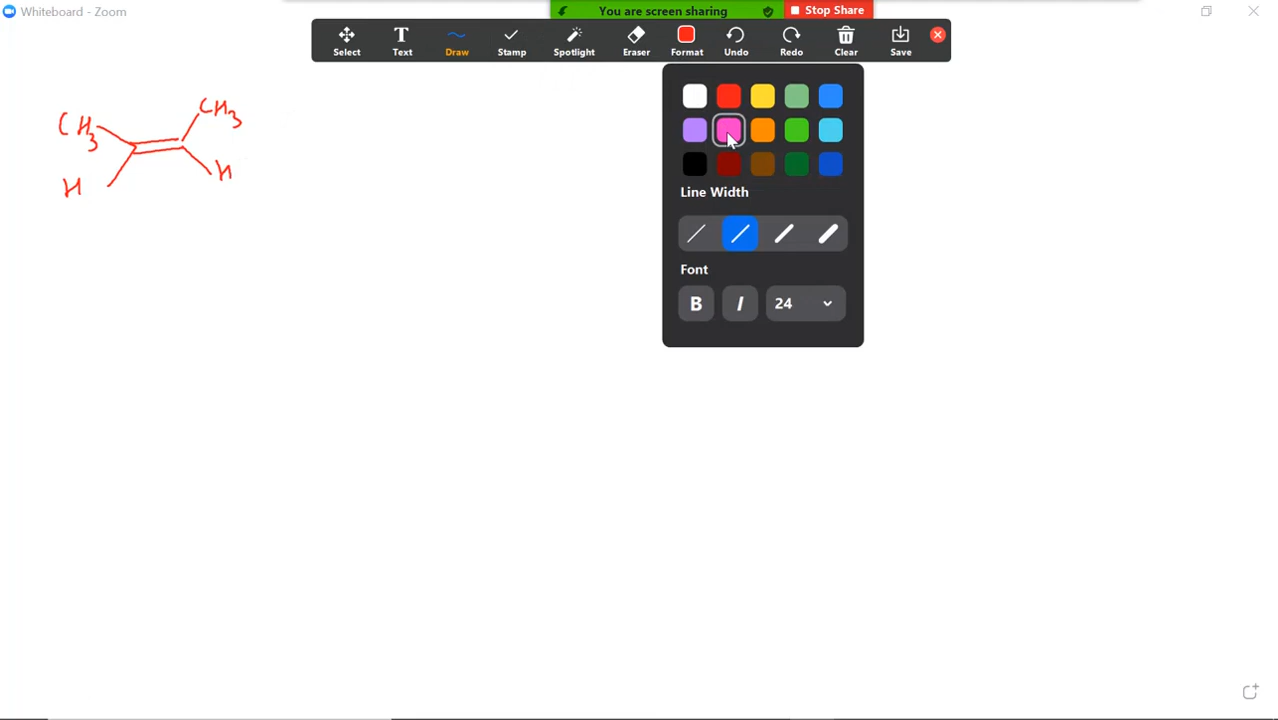 Whiteboard - Zoom
You are screen sharing
Stop Share
Select
Text
Draw
Stamp
Spotlight
Eraser
Format
Undo
Redo
Clear
Save
CH3
CH3
H
H
Line Width
Font
B
I
24